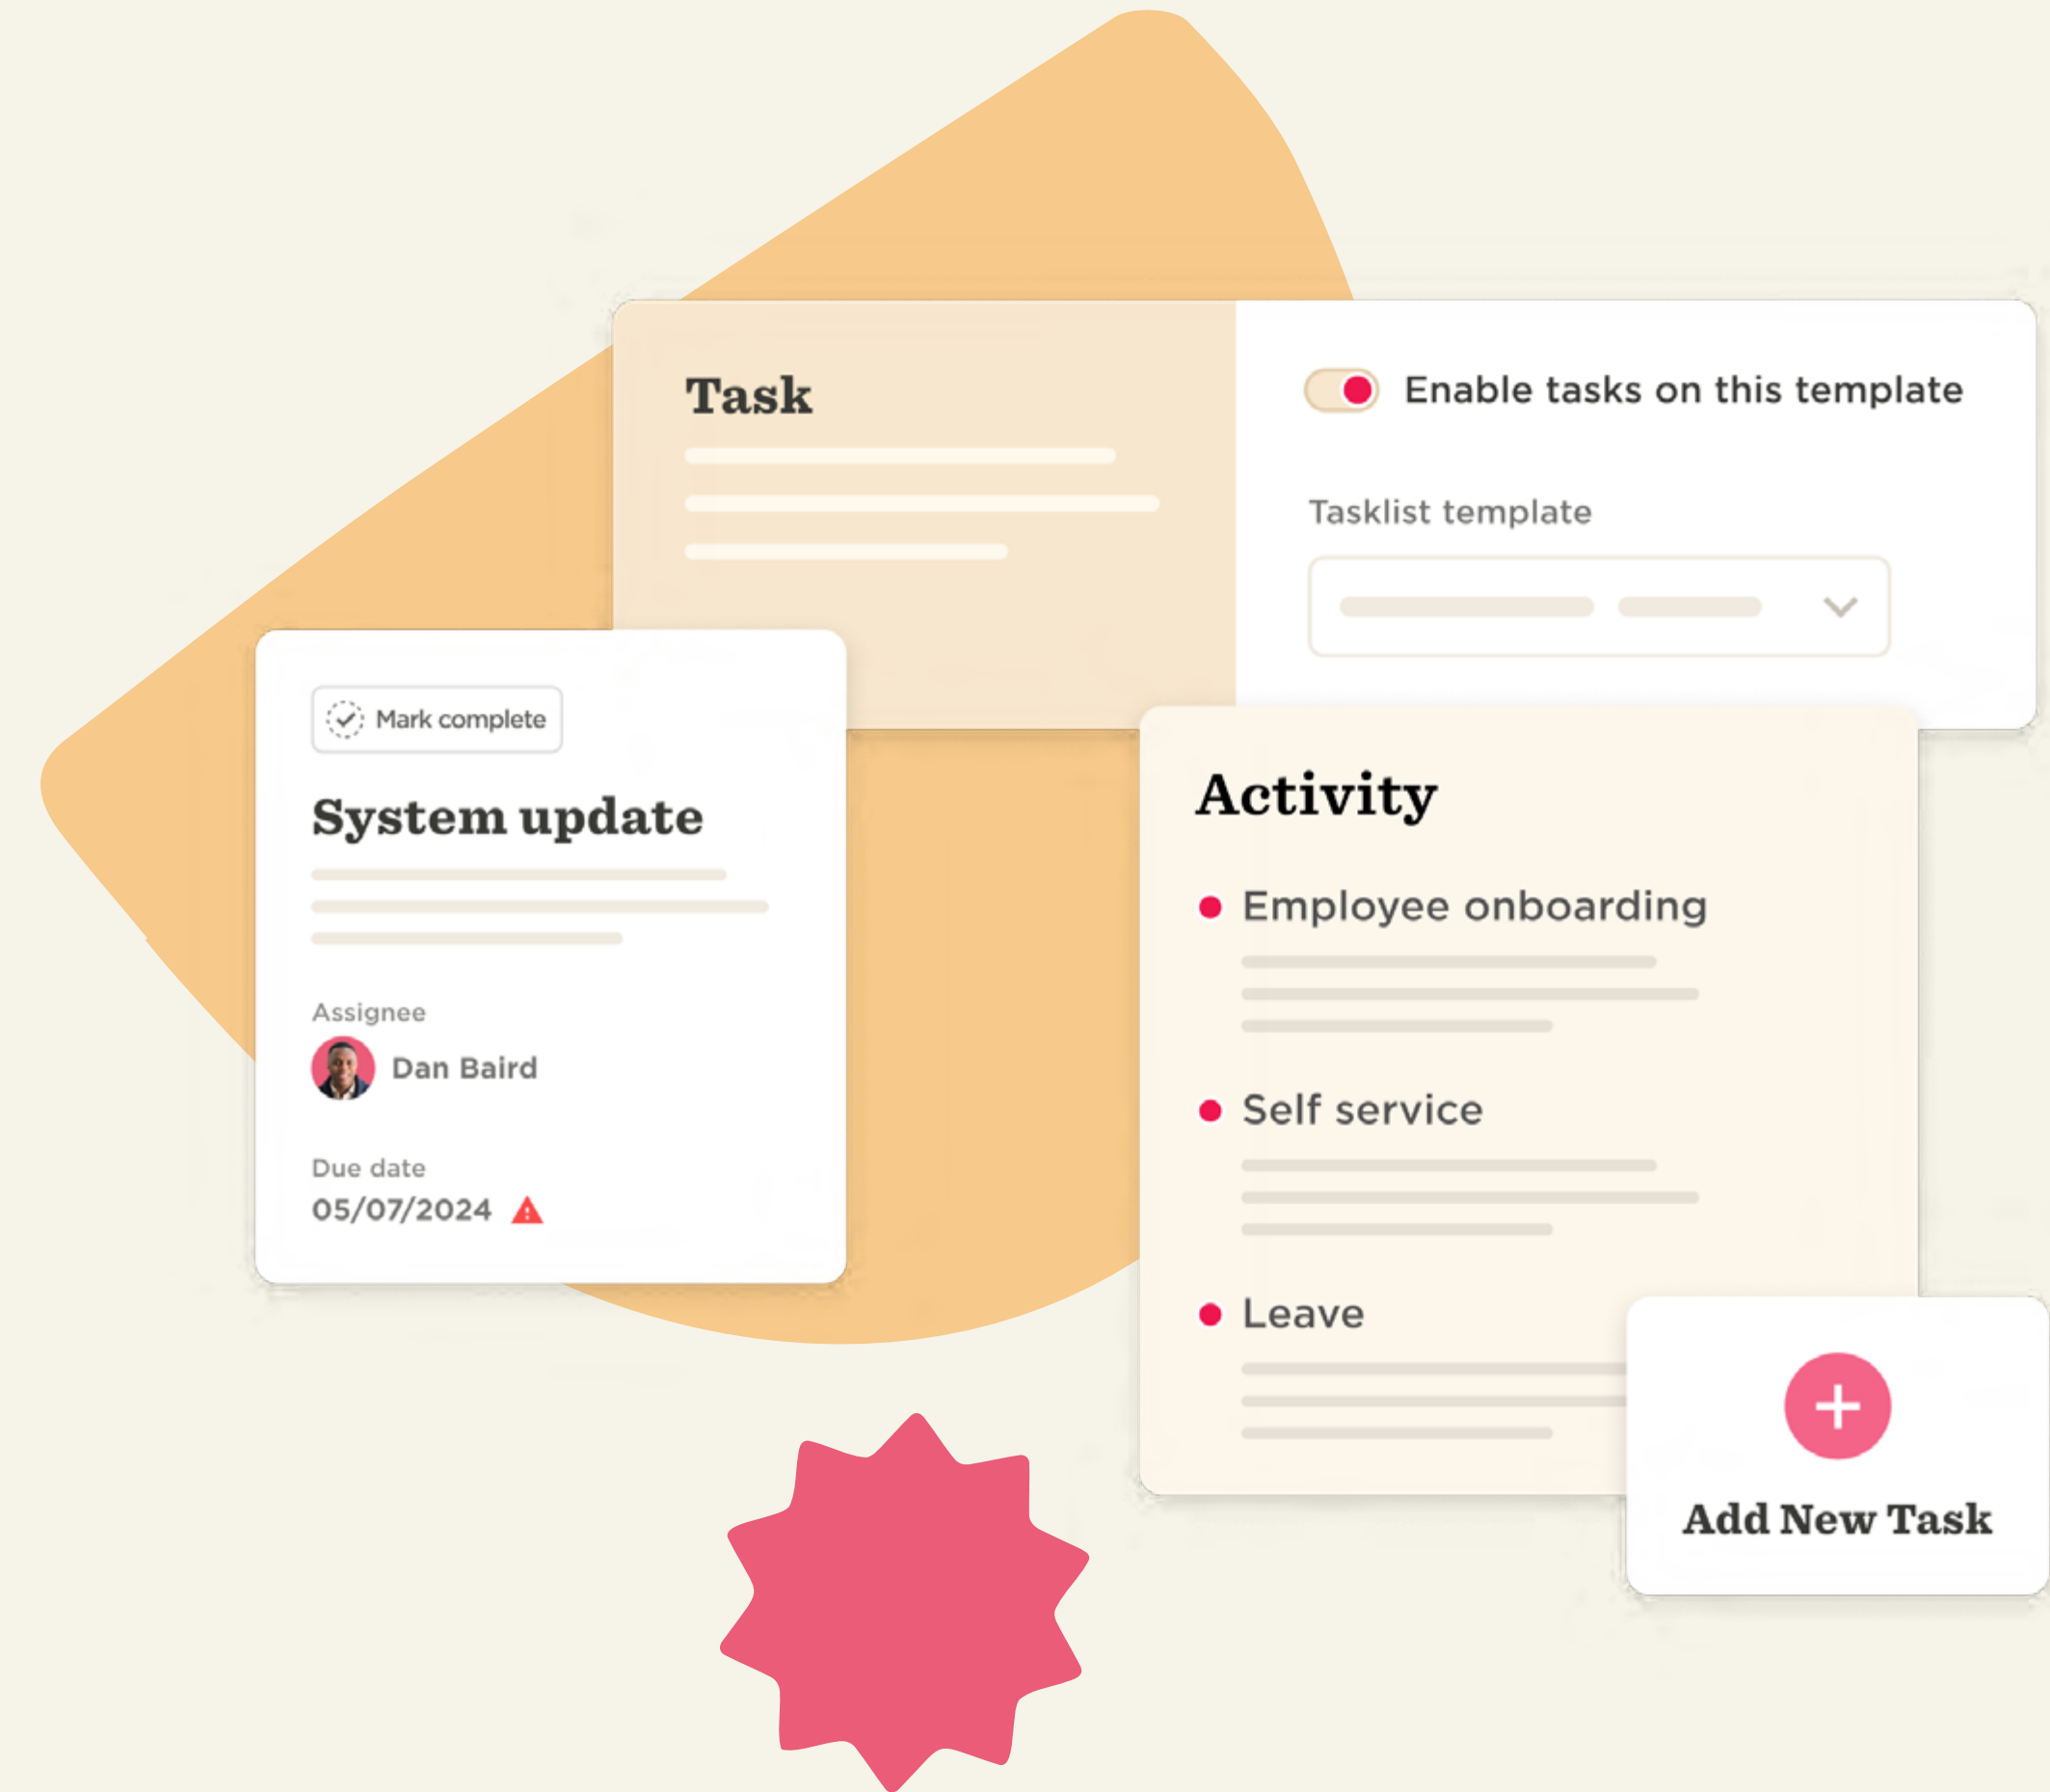 Task
Enable tasks on this template
Tasklist template
Mark complete
System update
Assignee
Dan Baird
Due date
05/07/2024
Activity
Employee onboarding
Self service
Leave
Add New Task